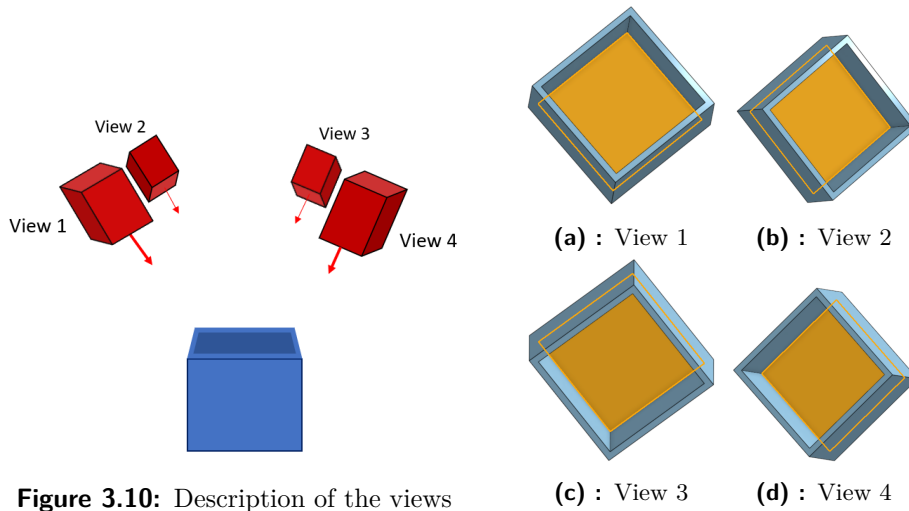 View 2
View 3
View 1
View 4
Figure 3.10: Description of the views
(a) : View 1
(b) : View 2
(c) : View 3
(d) : View 4